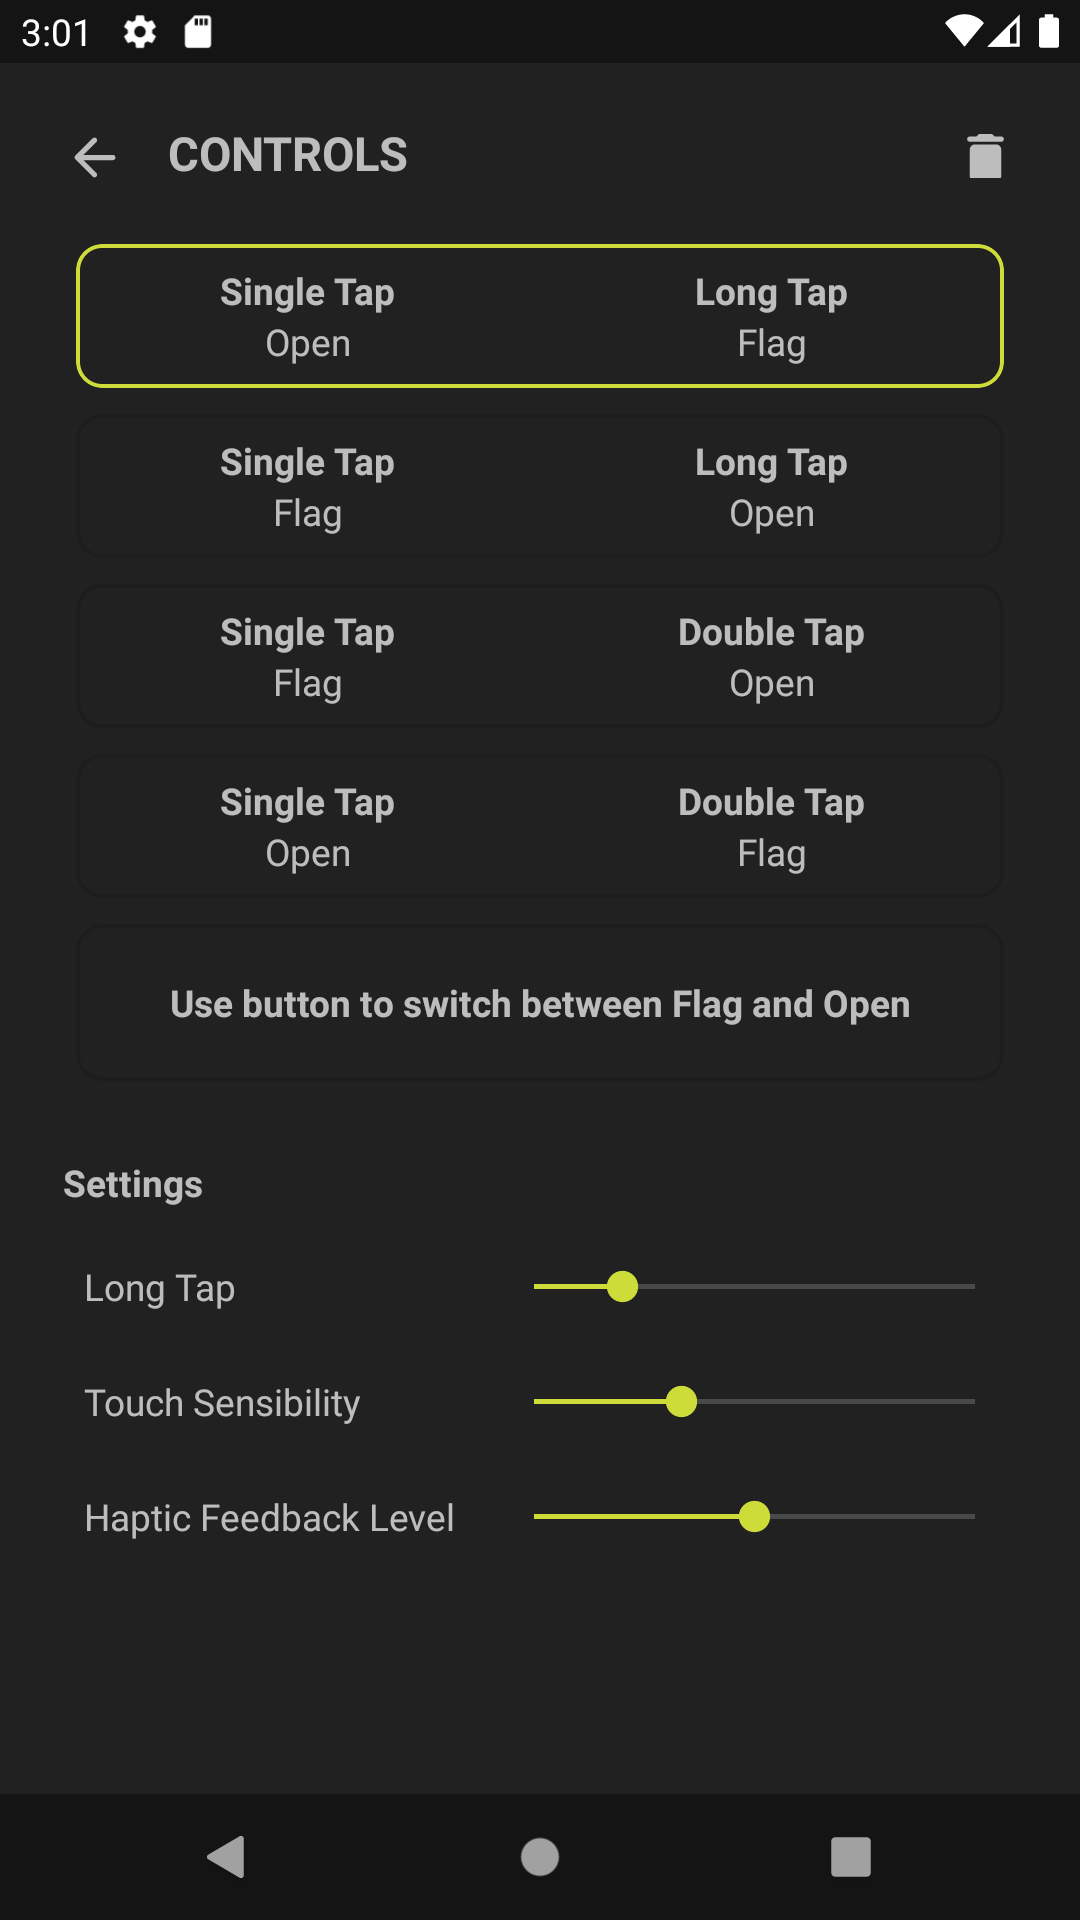 3:01
CONTROLS
Single Tap Long Tap
Open Flag
Single Tap Long Tap
Flag Open
Single Tap Double Tap
Flag Open
Single Tap Double Tap
Open Flag
Use button to switch between Flag and Open
Settings
Long Tap
Touch Sensibility
Haptic Feedback Level